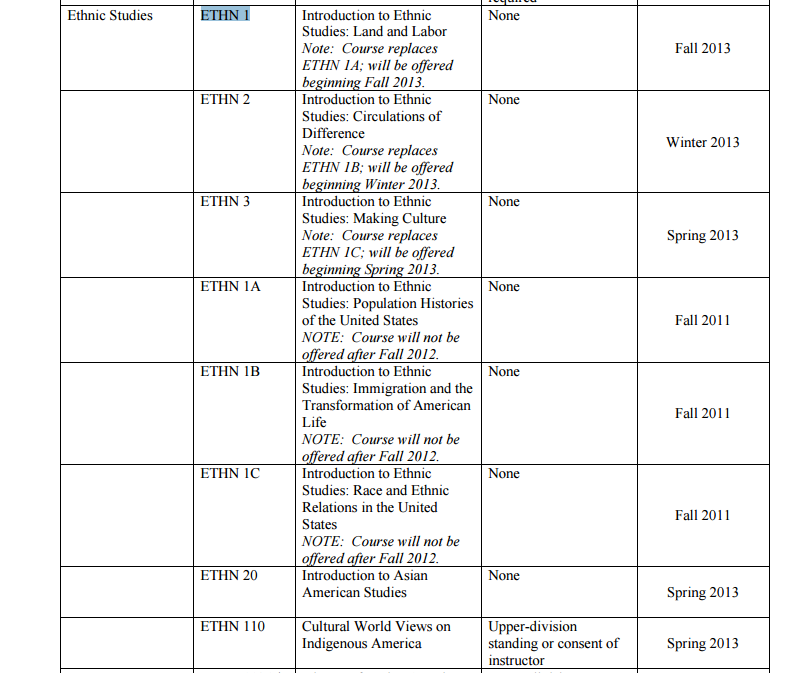 required
Ethnic Studies ETHN 1 Introduction to Ethnic None
Studies: Land and Labor
Note: Course replaces
ETHN 1A; will be offered
beginning Fall 2013.
Fall 2013
ETHN 2 Introduction to Ethnic None
Studies: Circulations of
Difference
Note: Course replaces
ETHN 1B; will be offered
beginning Winter 2013.
Winter 2013
ETHN 3 Introduction to Ethnic None
Studies: Making Culture
Note: Course replaces
ETHN 1C; will be offered
beginning Spring 2013.
Spring 2013
ETHN 1A Introduction to Ethnic None
Studies: Population Histories
of the United States
NOTE: Course will not be
offered after Fall 2012.
Fall 2011
ETHN 1B Introduction to Ethnic None
Studies: Immigration and the
Transformation of American
Life
NOTE: Course will not be
offered after Fall 2012.
Fall 2011
ETHN 1C Introduction to Ethnic None
Studies: Race and Ethnic
Relations in the United
States
NOTE: Course will not be
offered after Fall 2012.
Fall 2011
ETHN 20 Introduction to Asian None
American Studies
Spring 2013
ETHN 110 Cultural World Views on Upper-division
Indigenous America standing or consent of
instructor
Spring 2013